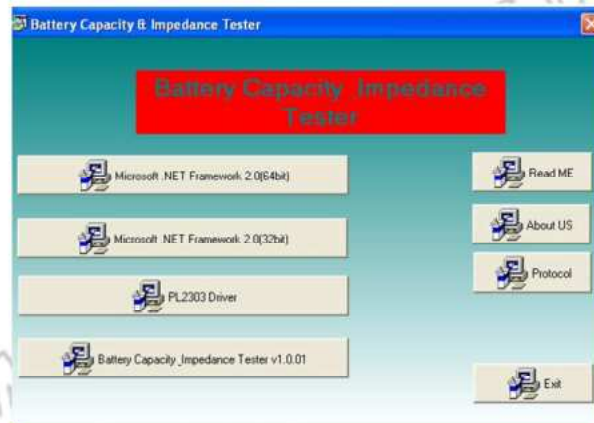 Battery Capacity & Impedance Tester
Battery Capacity Impedance
Tester
Microsoft .NET Framework 2.0(64bit)
Read ME
Microsoft .NET Framework 2.0(32bit)
About US
PL2303 Driver
Protocol
Battery Capacity_Impedance Tester v1.0.01
Exit